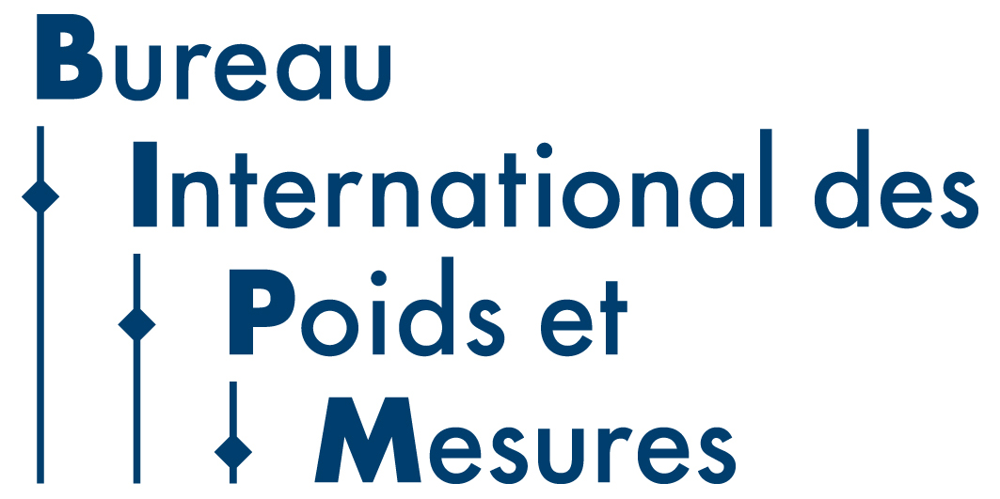 Bureau
International des
Poids et
Mesures